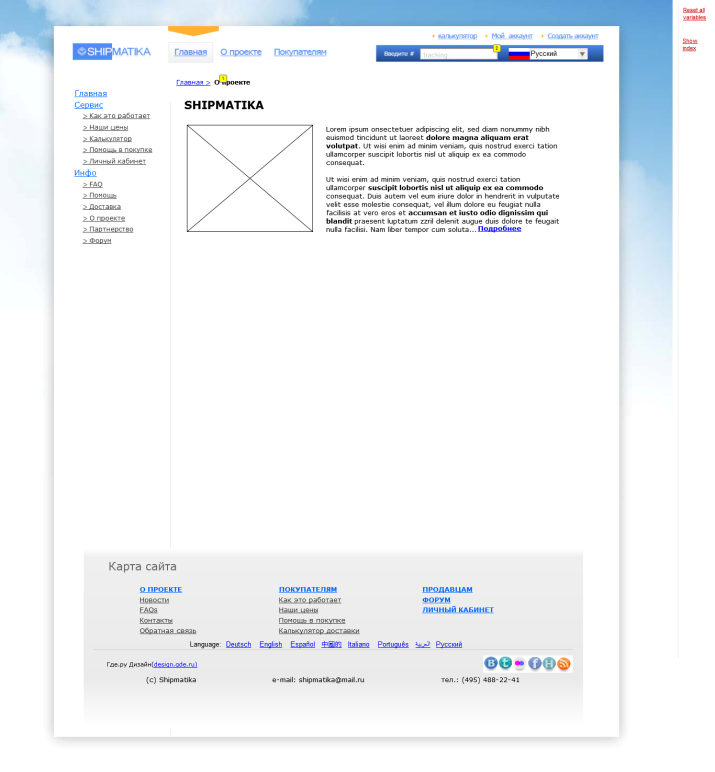 Reset all
variables
Show
index
калькулятор Мой аккаунт Создать аккаунт
SHIPMATIKA
Главная О проекте Покупателям
Введите # tracking Русский
2
1
Главная > О проекте
Главная
Сервис
> Как это работает
> Наши цены
> Калькулятор
> Помощь в покупке
> Личный кабинет
Инфо
> FAQ
> Помощь
> Доставка
> О проекте
> Партнерство
> Форум
SHIPMATIKA
Lorem ipsum onsectetuer adipiscing elit, sed diam nonummy nibh
euismod tincidunt ut laoreet dolore magna aliquam erat
volutpat. Ut wisi enim ad minim veniam, quis nostrud exerci tation
ullamcorper suscipit lobortis nisl ut aliquip ex ea commodo
consequat.
Ut wisi enim ad minim veniam, quis nostrud exerci tation
ullamcorper suscipit lobortis nisl ut aliquip ex ea commodo
consequat. Duis autem vel eum iriure dolor in hendrerit in vulputate
velit esse molestie consequat, vel illum dolore eu feugiat nulla
facilisis at vero eros et accumsan et iusto odio dignissim qui
blandit praesent luptatum zzril delenit augue duis dolore te feugait
nulla facilisi. Nam liber tempor cum soluta... Подробнее
Карта сайта
О ПРОЕКТЕ ПОКУПАТЕЛЯМ ПРОДАВЦАМ
Новости Как это работает ФОРУМ
FAQs Наши цены ЛИЧНЫЙ КАБИНЕТ
Контакты Помощь в покупке
Обратная связь Калькулятор доставки
Language: Deutsch English Español 中國的 Italiano Português العربية Русский
Где.ру Дизайн(design.gde.ru)
(c) Shipmatika e-mail: shipmatika@mail.ru тел.: (495) 488-22-41